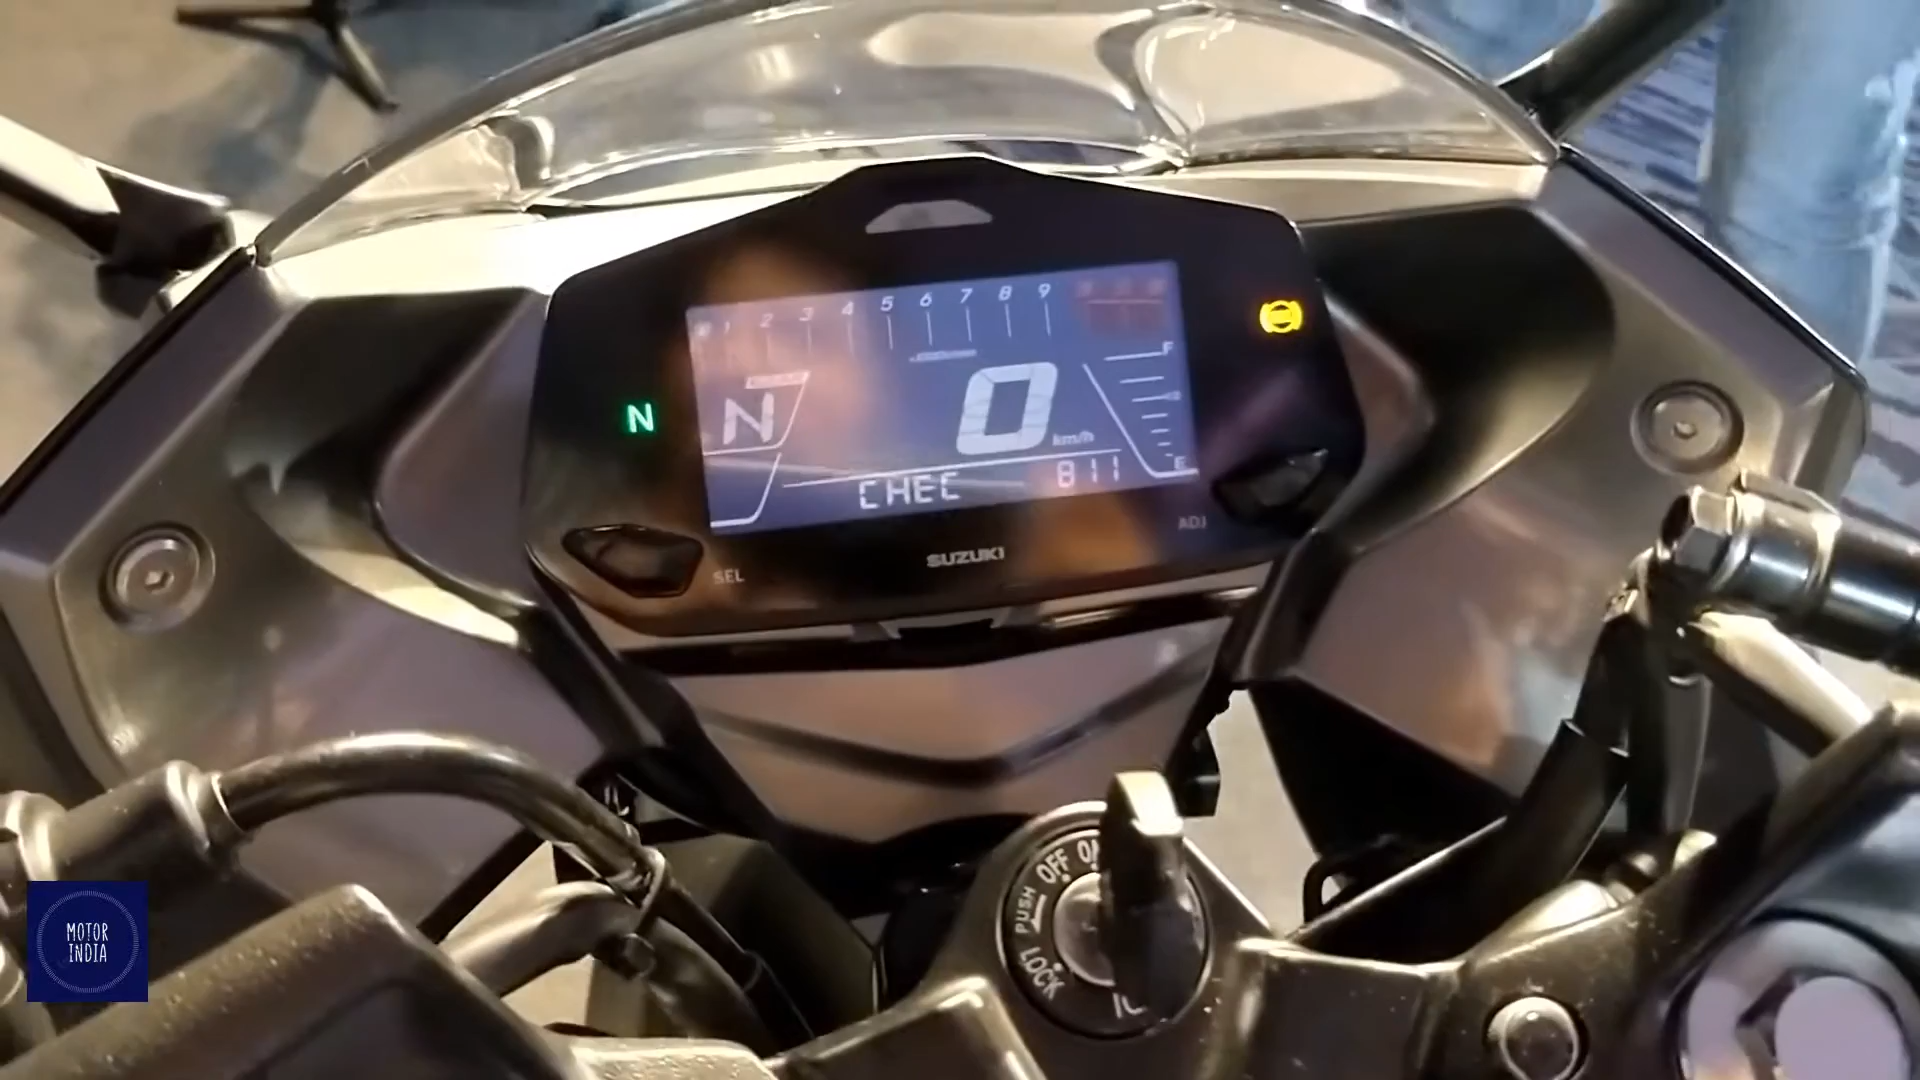 1 2 3 4 5 6 7 8 9
F
N
N
0
km/h
E
CHEC 811
ADJ
SUZUKI
SEL
OFF
PUSH
LOCK
MOTOR
INDIA